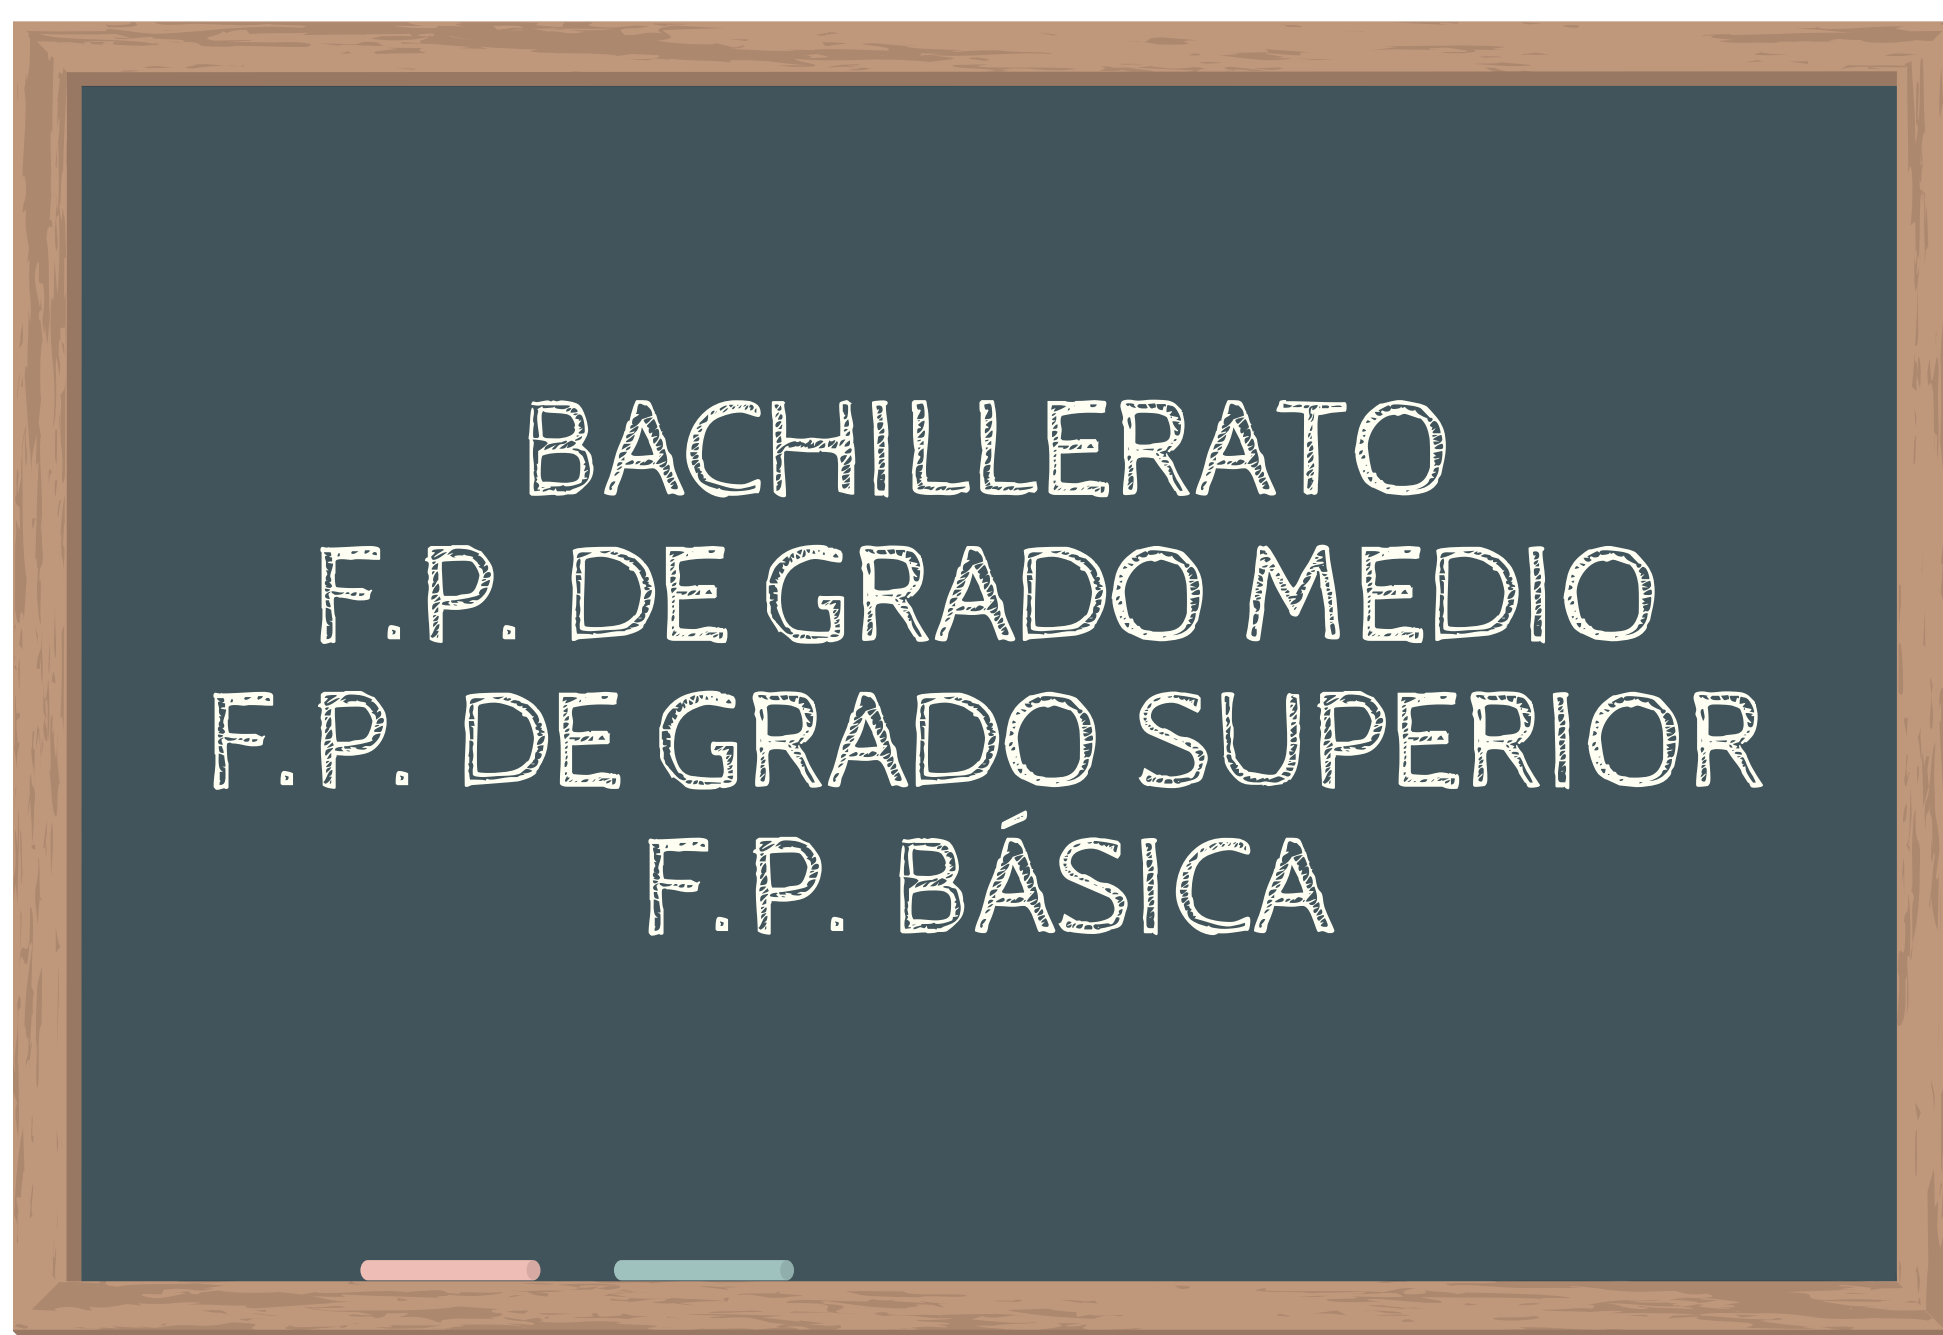 BACHILLERATO
F.P. DE GRADO MEDIO
F.P. DE GRADO SUPERIOR
F.P. BÁSICA